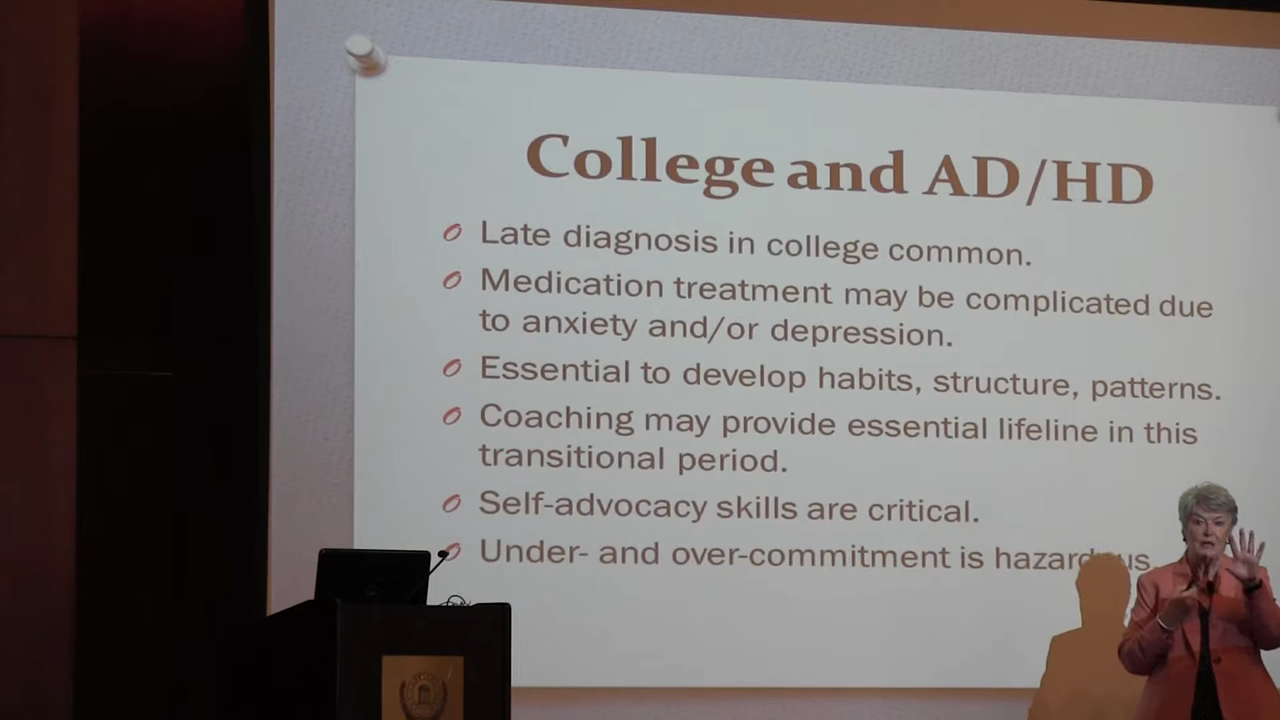 College and AD/HD
Late diagnosis in college common.
Medication treatment may be complicated due
to anxiety and/or depression.
Essential to develop habits, structure, patterns.
Coaching may provide essential lifeline in this
transitional period.
Self-advocacy skills are critical.
Under- and over-commitment is hazardous.